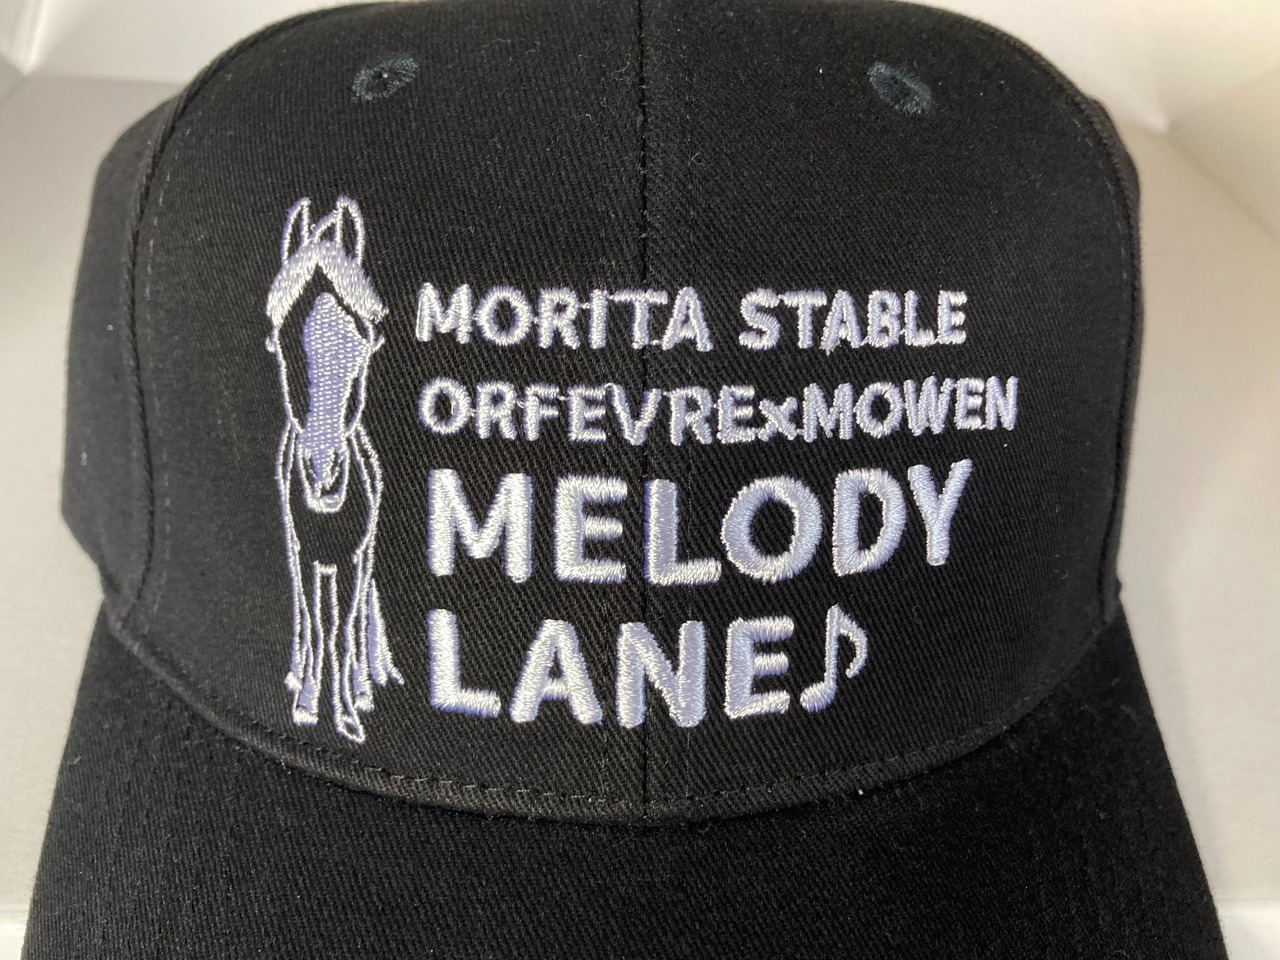 MORITA STABLE
ORFEVRExMOWEN
MELODY
LANE♪